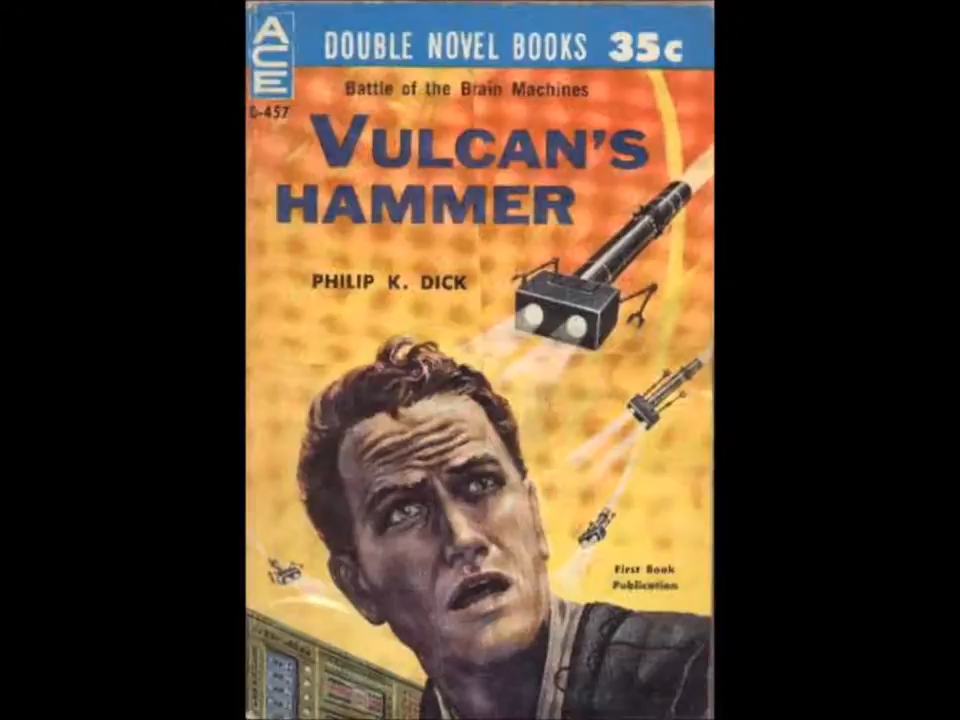 ACE
DOUBLE NOVEL BOOKS 35c
D-457
Battle of the Brain Machines
VULCAN'S
HAMMER
PHILIP K. DICK
First Book
Publication